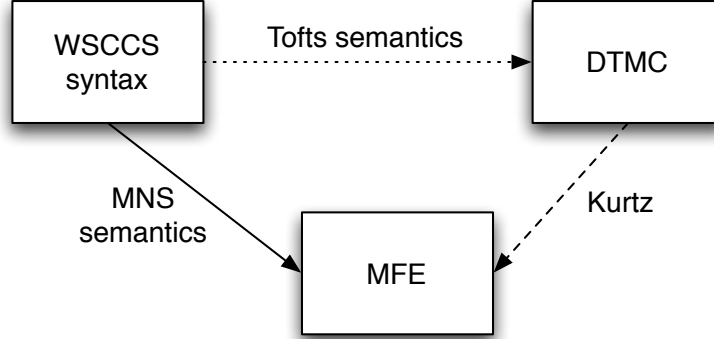 WSCCS
syntax
Tofts semantics
DTMC
MNS
semantics
Kurtz
MFE